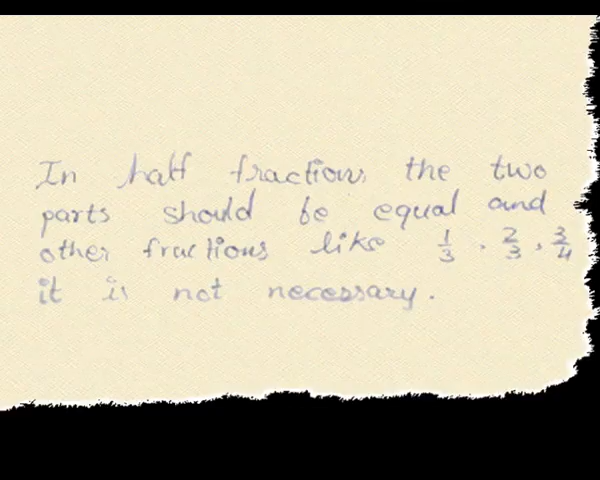 In half fractions the two
parts should be equal and
other fractions like 1/3, 2/3, 3/4
it is not necessary.